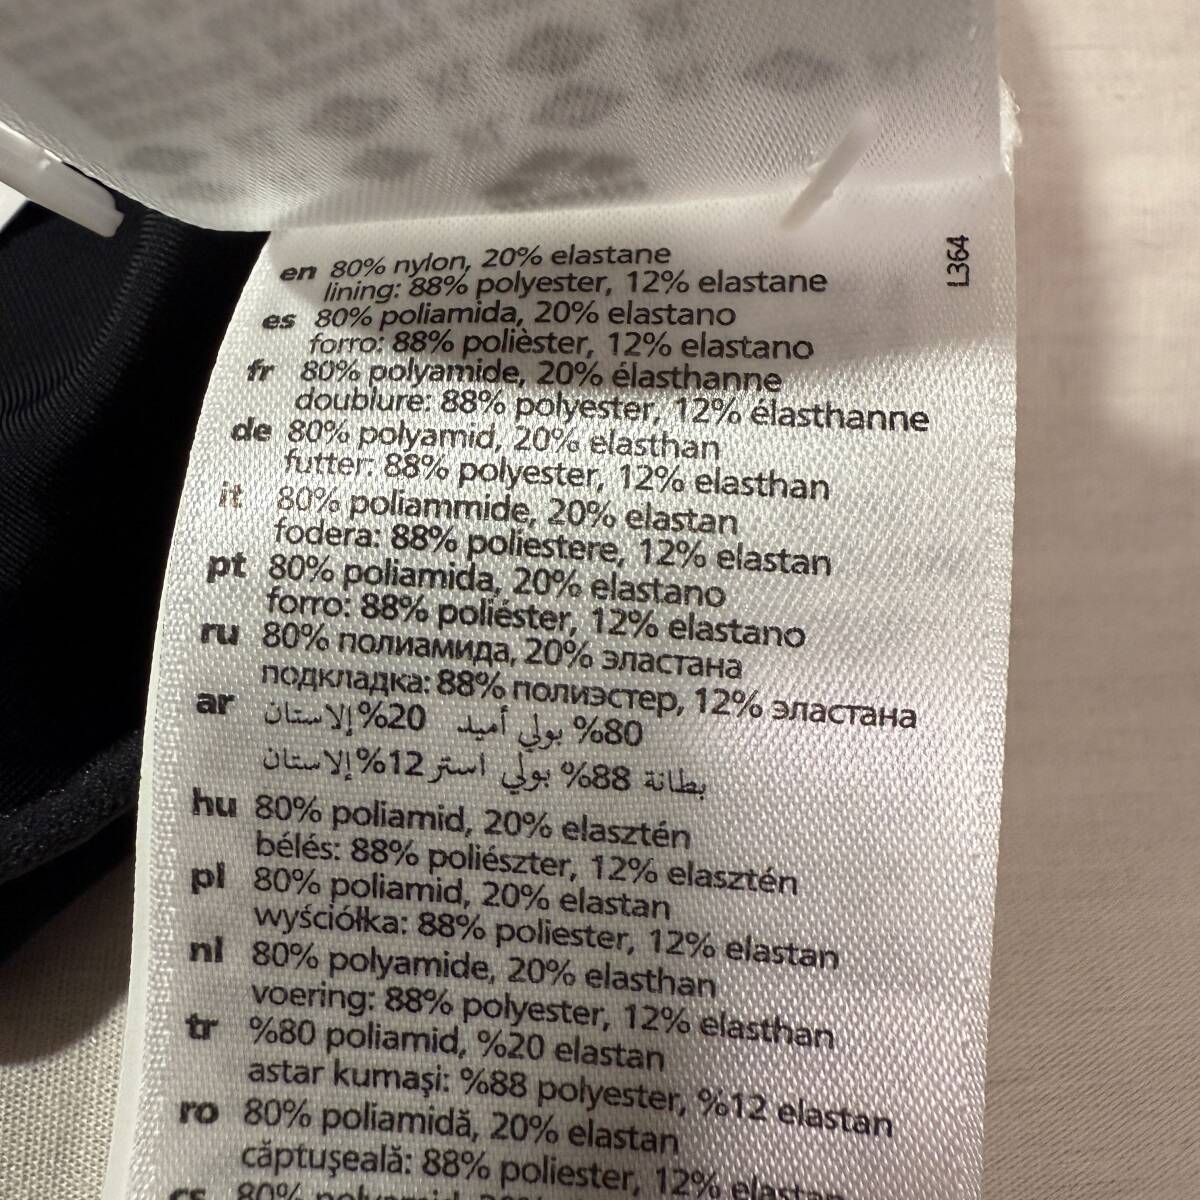 en 80% nylon, 20% elastane
lining: 88% polyester, 12% elastane
es 80% poliamida, 20% elastano
forro: 88% polièster, 12% elastano
fr 80% polyamide, 20% élasthanne
doublure: 88% polyester, 12% élasthanne
de 80% polyamid, 20% elasthan
futter: 88% polyester, 12% elasthan
it 80% poliammide, 20% elastan
fodera: 88% poliestere, 12% elastan
pt 80% poliamida, 20% elastano
forro: 88% poliéster, 12% elastano
ru 80% полиамида, 20% эластана
подкладка: 88% полиэстер, 12% эластана
ar 80% بولي أميد 20% إلاستان
بطانة 88% بولي استر 12% إلاستان
hu 80% poliamid, 20% elasztén
bélés: 88% poliészter, 12% elasztén
pl 80% poliamid, 20% elastan
wyściółka: 88% poliester, 12% elastan
nl 80% polyamide, 20% elasthan
voering: 88% polyester, 12% elasthan
tr %80 poliamid, %20 elastan
astar kumaşi: %88 polyester, %12 elastan
ro 80% poliamidă, 20% elastan
căptuşeală: 88% poliester, 12% elastan
cs 80%
L364